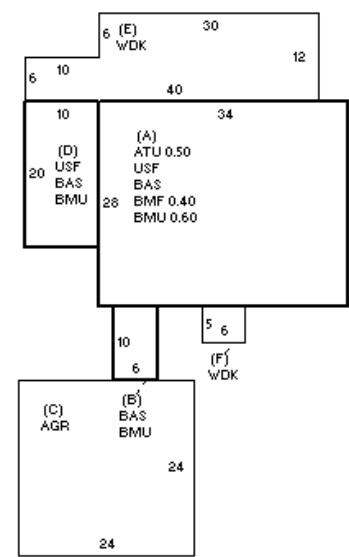 30
6 (E)
WDK
12
6 10
40
10
34
(A)
ATU 0.50
USF
BAS
BMF 0.40
BMU 0.60
(D)
20 USF
BAS
BMU
28
10
6
5 6
(F)
WDK
(B)
BAS
BMU
(C)
AGR
24
24